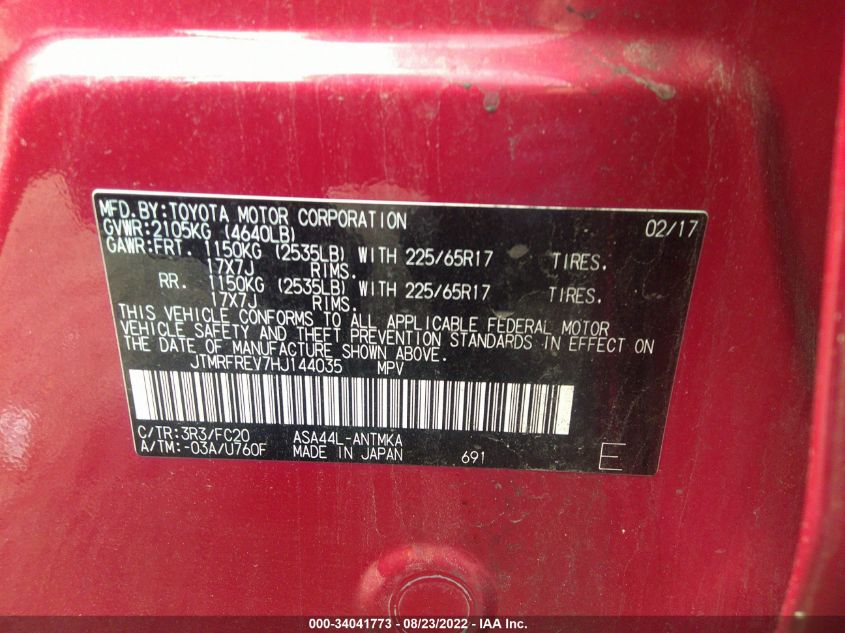 MFD.BY:TOYOTA MOTOR CORPORATION 02/17
GVWR:2105KG (4640LB)
GAWR:FRT. 1150KG (2535LB) WITH 225/65R17 TIRES.
17X7J RIMS.
RR. 1150KG (2535LB) WITH 225/65R17 TIRES.
17X7J RIMS.
THIS VEHICLE CONFORMS TO ALL APPLICABLE FEDERAL MOTOR
VEHICLE SAFETY AND THEFT PREVENTION STANDARDS IN EFFECT ON
THE DATE OF MANUFACTURE SHOWN ABOVE.
JTMRFREV7HJ144035 MPV
C/TR:3R3/FC20 ASA44L-ANTMKA
A/TM:-03A/U760F MADE IN JAPAN 691 E
000-34041773 - 08/23/2022 - IAA Inc.